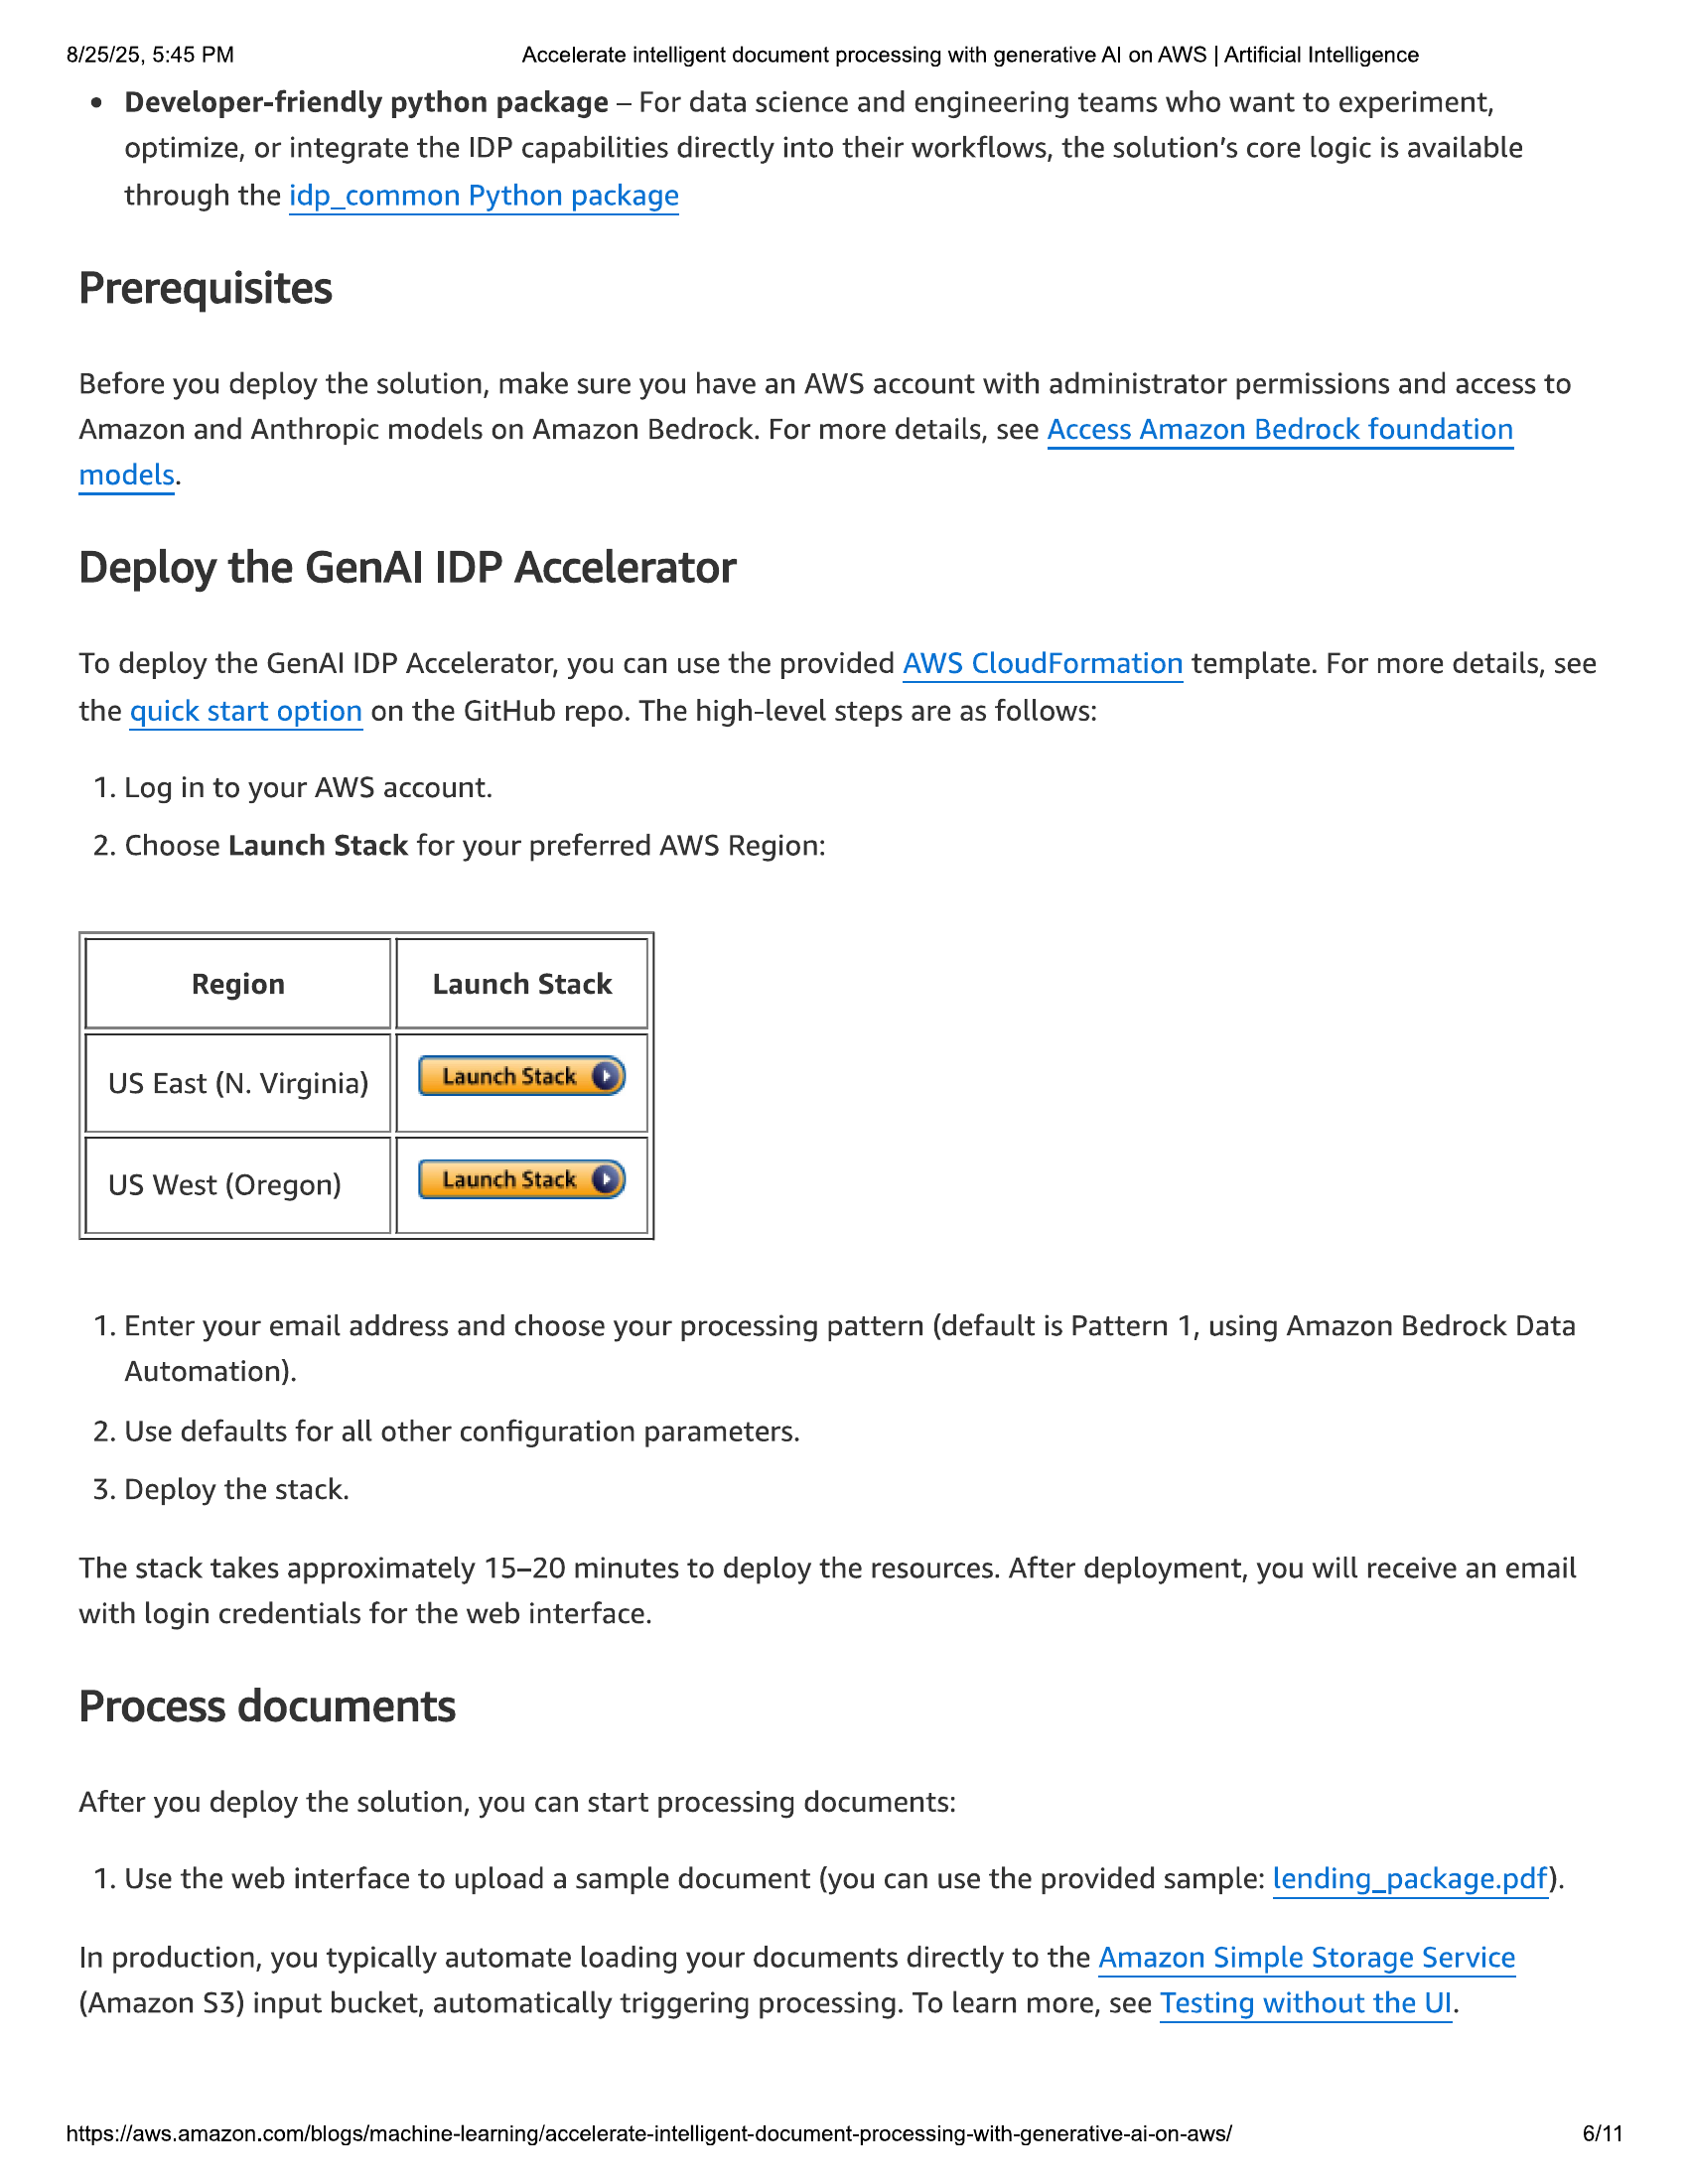 8/25/25, 5:45 PM
Accelerate intelligent document processing with generative AI on AWS | Artificial Intelligence
• Developer-friendly python package – For data science and engineering teams who want to experiment,
optimize, or integrate the IDP capabilities directly into their workflows, the solution’s core logic is available
through the idp_common Python package
Prerequisites
Before you deploy the solution, make sure you have an AWS account with administrator permissions and access to
Amazon and Anthropic models on Amazon Bedrock. For more details, see Access Amazon Bedrock foundation
models.
Deploy the GenAI IDP Accelerator
To deploy the GenAI IDP Accelerator, you can use the provided AWS CloudFormation template. For more details, see
the quick start option on the GitHub repo. The high-level steps are as follows:
1. Log in to your AWS account.
2. Choose Launch Stack for your preferred AWS Region:
Region Launch Stack
US East (N. Virginia) Launch Stack
US West (Oregon) Launch Stack
1. Enter your email address and choose your processing pattern (default is Pattern 1, using Amazon Bedrock Data
Automation).
2. Use defaults for all other configuration parameters.
3. Deploy the stack.
The stack takes approximately 15–20 minutes to deploy the resources. After deployment, you will receive an email
with login credentials for the web interface.
Process documents
After you deploy the solution, you can start processing documents:
1. Use the web interface to upload a sample document (you can use the provided sample: lending_package.pdf).
In production, you typically automate loading your documents directly to the Amazon Simple Storage Service
(Amazon S3) input bucket, automatically triggering processing. To learn more, see Testing without the UI.
https://aws.amazon.com/blogs/machine-learning/accelerate-intelligent-document-processing-with-generative-ai-on-aws/
6/11